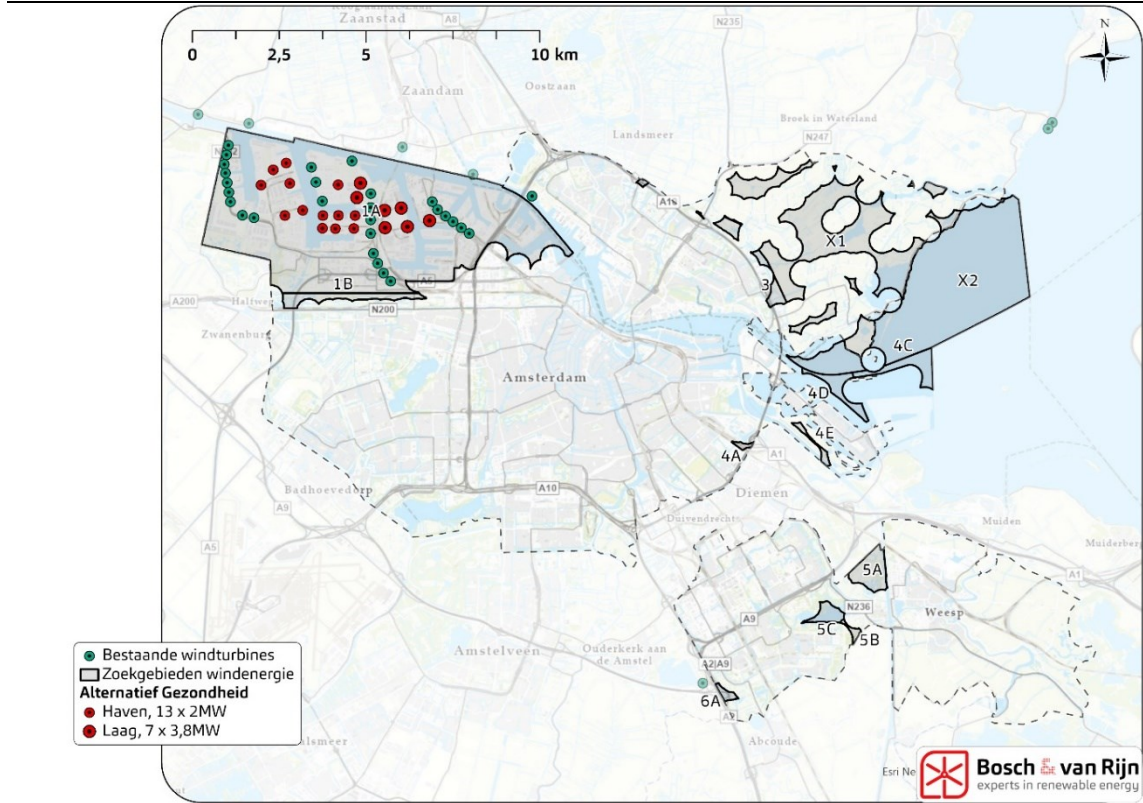 Zaanstad
A8
N235
0 2,5 5 10 km
N
Oostzaan
Zaandam
Landsmeer
Broek in Waterland
N247
1A
A10
X1
X2
3
1B
A5
A200
Halfweg
N200
Zwanenburg
4C
Amsterdam
4D
4E
4A
A1
Badhoevedorp
A10
Diemen
A9
Duivendrecht
Muiden
A5
Muiderberg
A1
5A
N236
Weesp
A9
5C
5B
Amstelveen
Ouderkerk aan
de Amstel
A2|A9
6A
A2
Abcoude
Bestaande windturbines
Zoekgebieden windenergie
Alternatief Gezondheid
Haven, 13 x 2MW
Laag, 7 x 3,8MW
Esri Ne
Bosch & van Rijn
experts in renewable energy